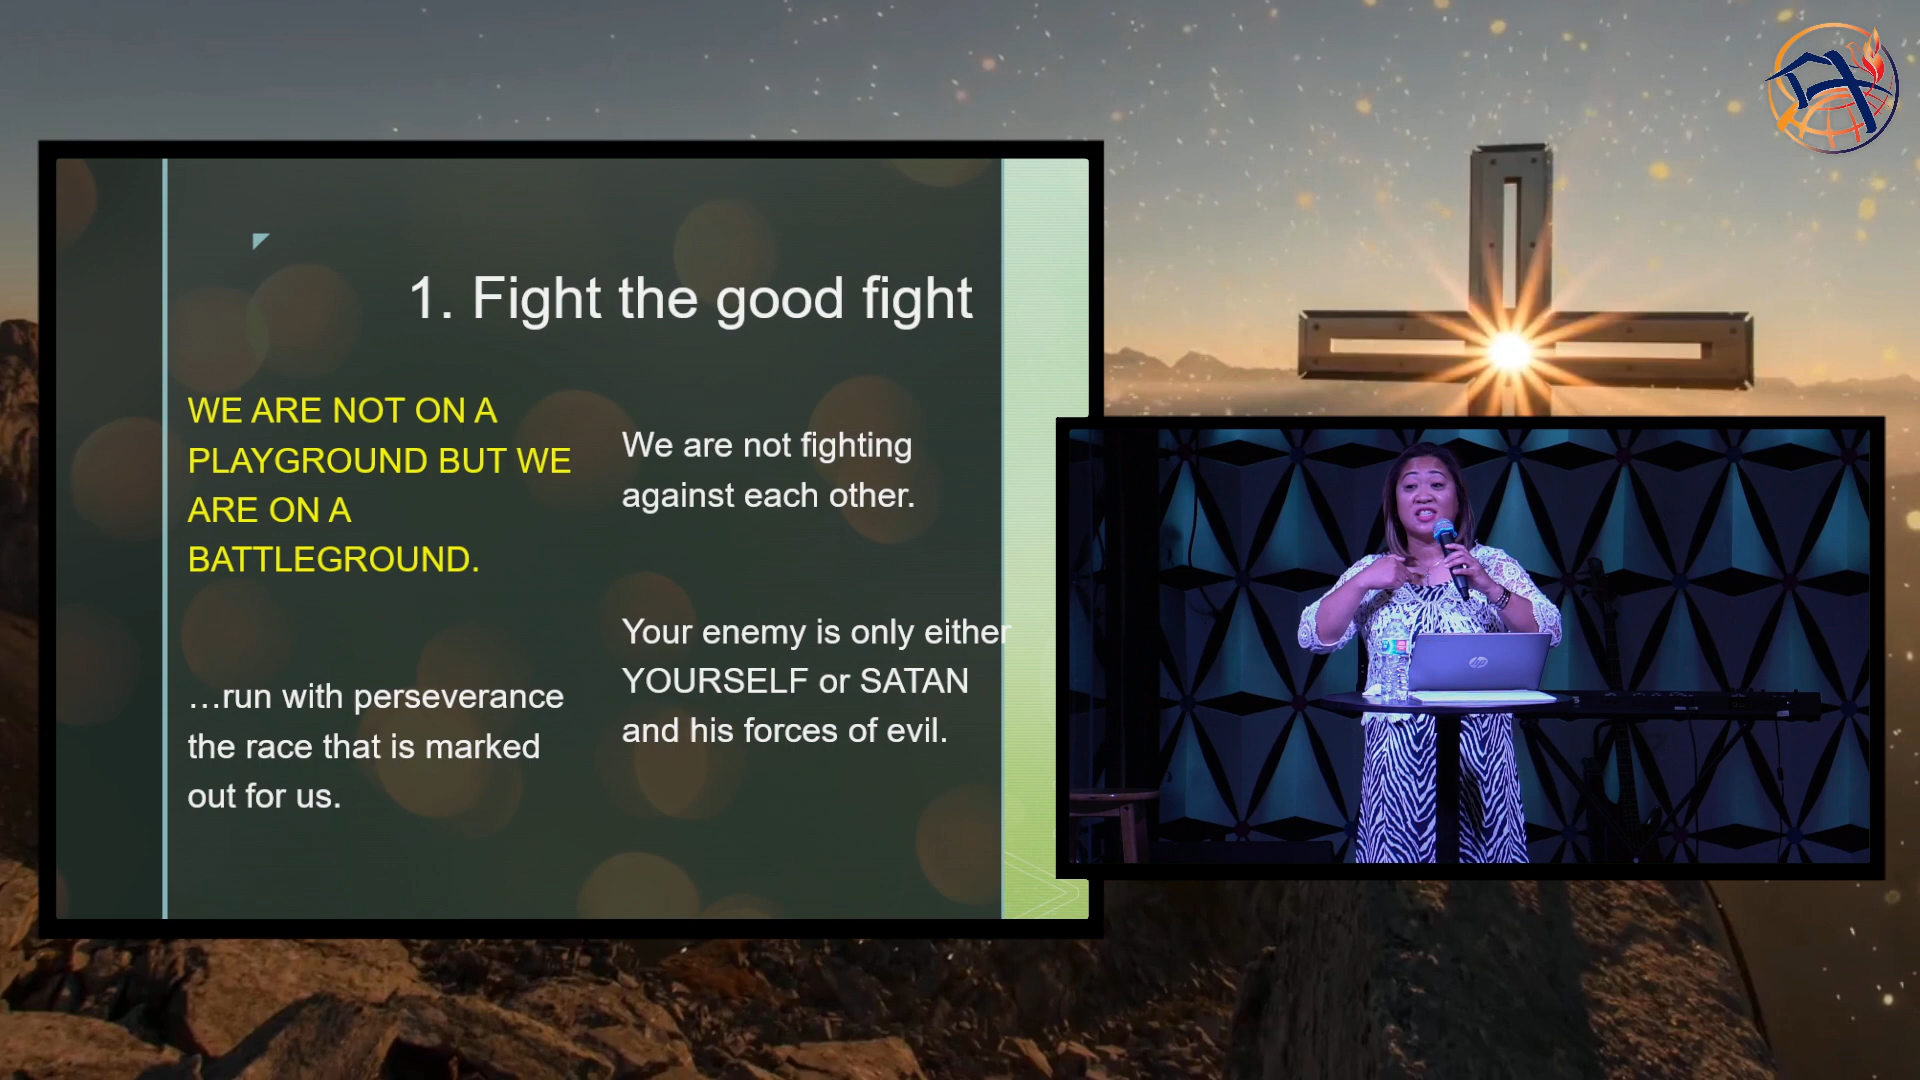 1. Fight the good fight
WE ARE NOT ON A
PLAYGROUND BUT WE
ARE ON A
BATTLEGROUND.
…run with perseverance
the race that is marked
out for us.
We are not fighting
against each other.
Your enemy is only either
YOURSELF or SATAN
and his forces of evil.
hp